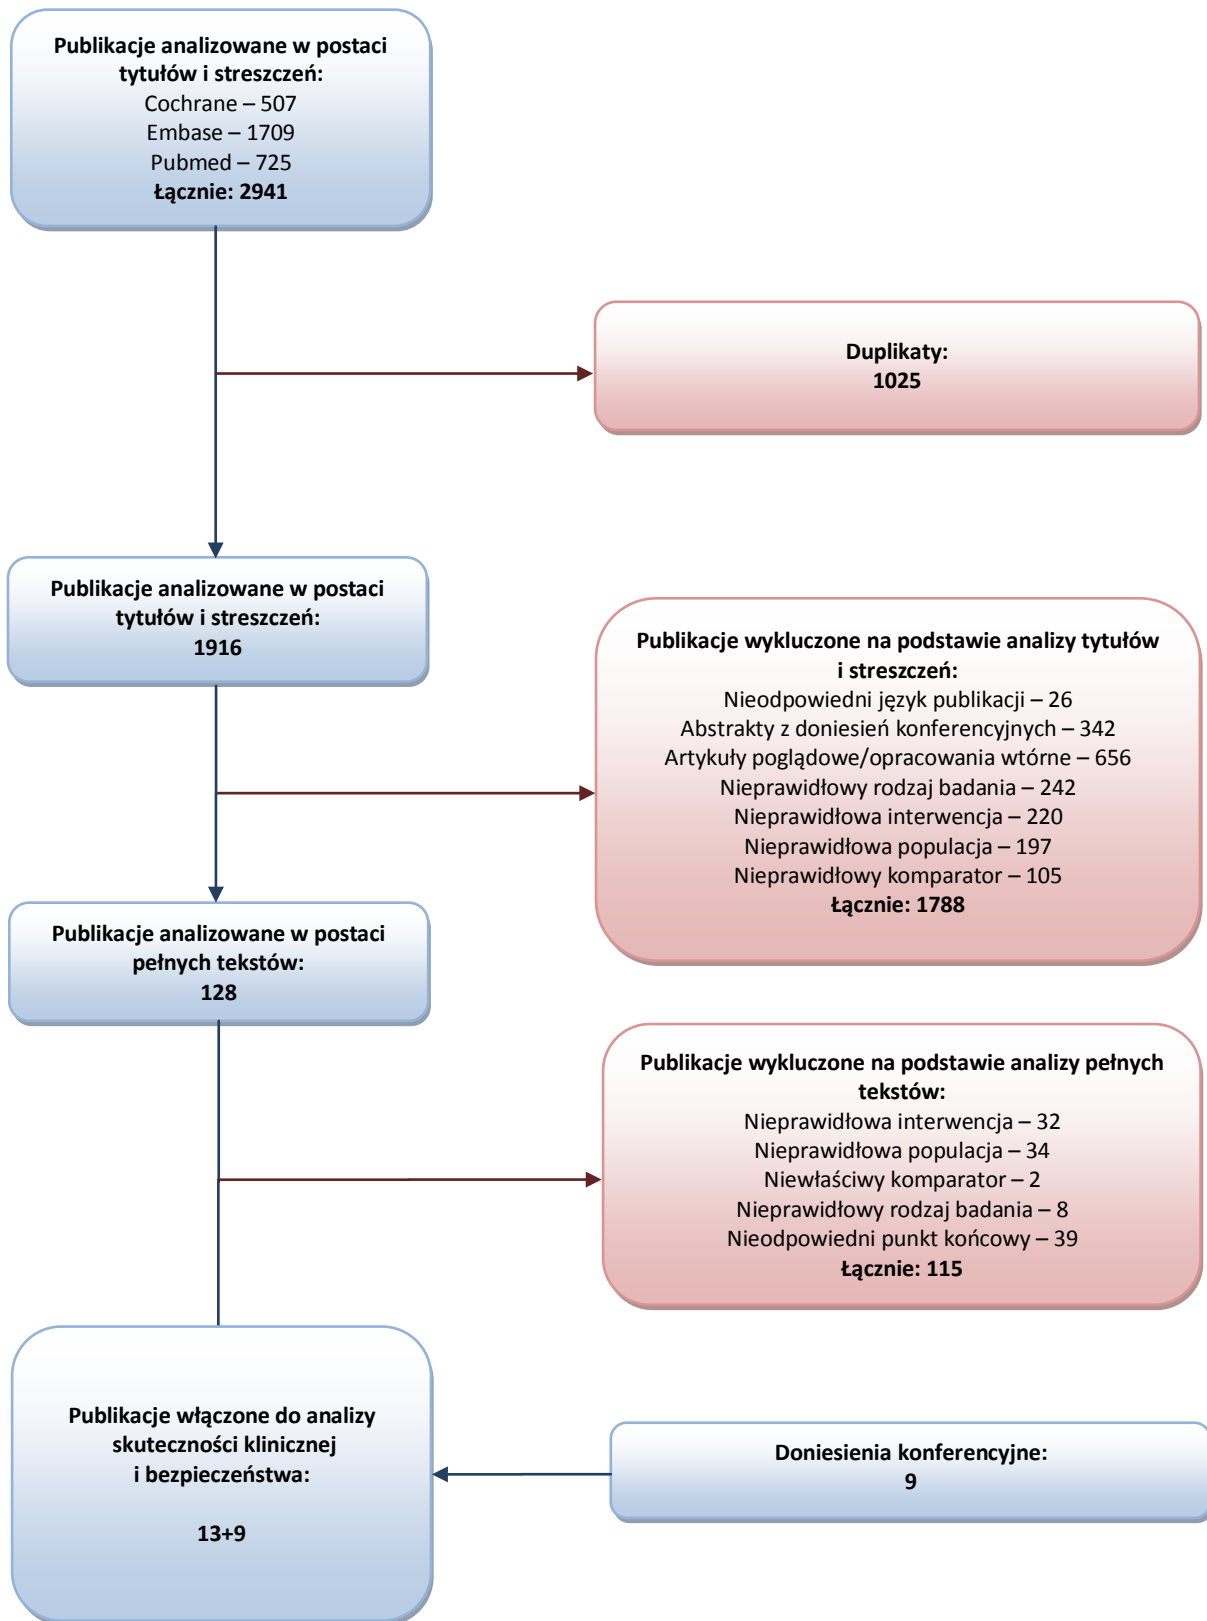 Publikacje analizowane w postaci
tytułów i streszczeń:
Cochrane – 507
Embase – 1709
Pubmed – 725
Łącznie: 2941
Duplikaty:
1025
Publikacje analizowane w postaci
tytułów i streszczeń:
1916
Publikacje wykluczone na podstawie analizy tytułów
i streszczeń:
Nieodpowiedni język publikacji – 26
Abstrakty z doniesień konferencyjnych – 342
Artykuły poglądowe/opracowania wtórne – 656
Nieprawidłowy rodzaj badania – 242
Nieprawidłowa interwencja – 220
Nieprawidłowa populacja – 197
Nieprawidłowy komparator – 105
Łącznie: 1788
Publikacje analizowane w postaci
pełnych tekstów:
128
Publikacje wykluczone na podstawie analizy pełnych
tekstów:
Nieprawidłowa interwencja – 32
Nieprawidłowa populacja – 34
Niewłaściwy komparator – 2
Nieprawidłowy rodzaj badania – 8
Nieodpowiedni punkt końcowy – 39
Łącznie: 115
Publikacje włączone do analizy
skuteczności klinicznej
i bezpieczeństwa:
13+9
Doniesienia konferencyjne:
9